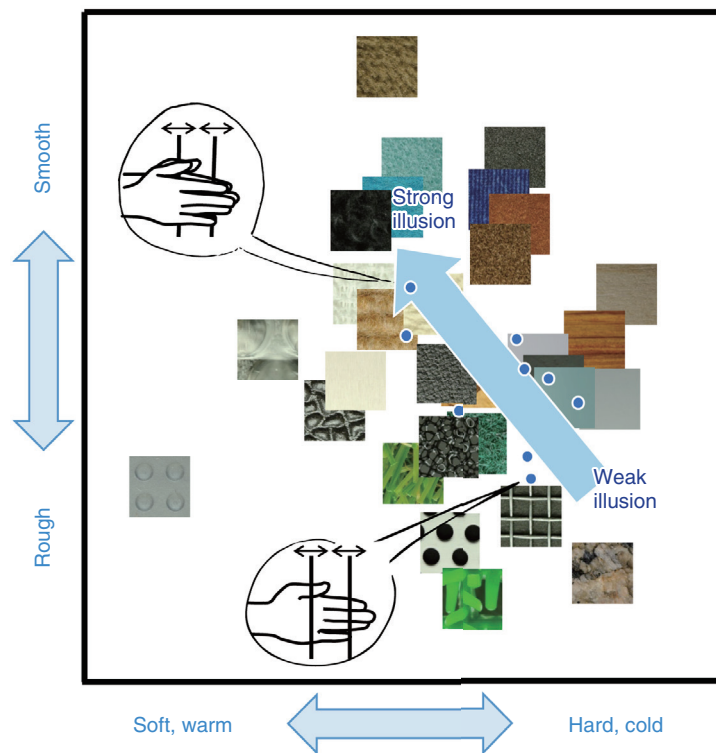 Smooth
Strong
illusion
Weak
illusion
Rough
Soft, warm
Hard, cold